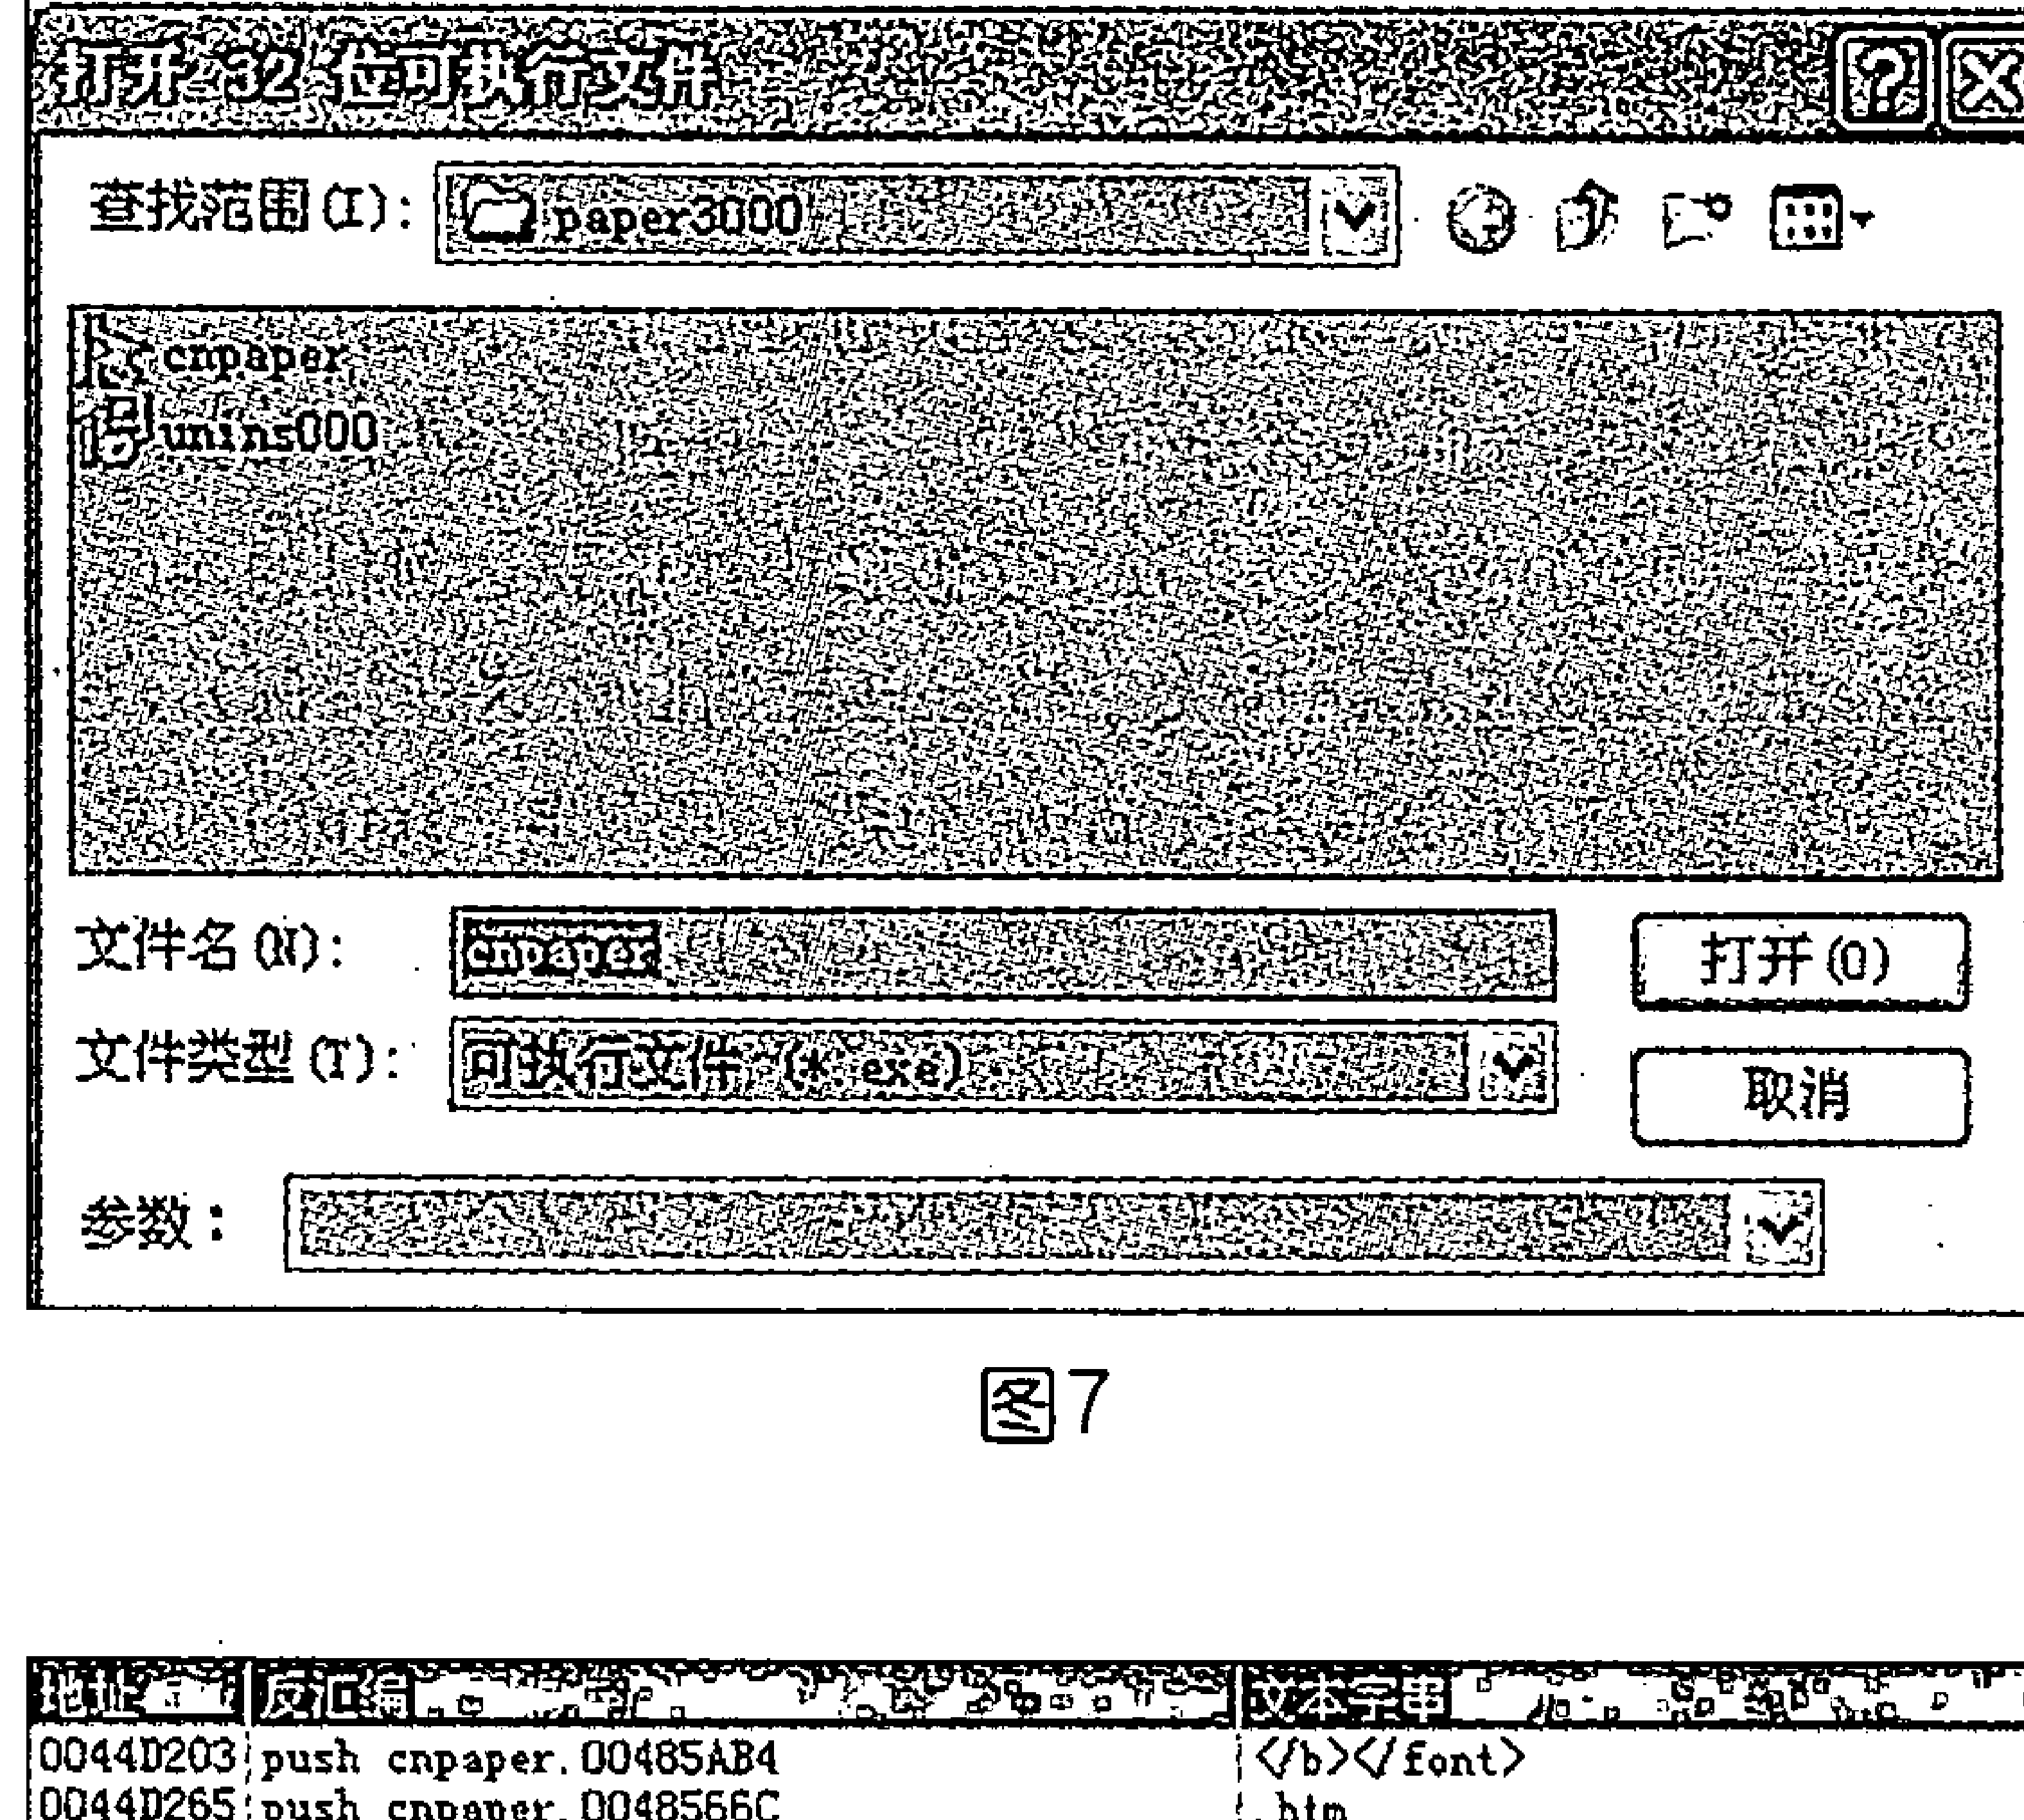 打开 32 位可执行文件
查找范围(I): paper3000
cnpaper
unins000
文件名(N): cnpaper 打开(O)
文件类型(T): 可执行文件 (*.exe)
取消
参数：
图7
地址 反汇编 文本字串
0044D203 push cnpaper.00485AB4 </b></font>
0044D265 push cnpaper.0048566C .htm